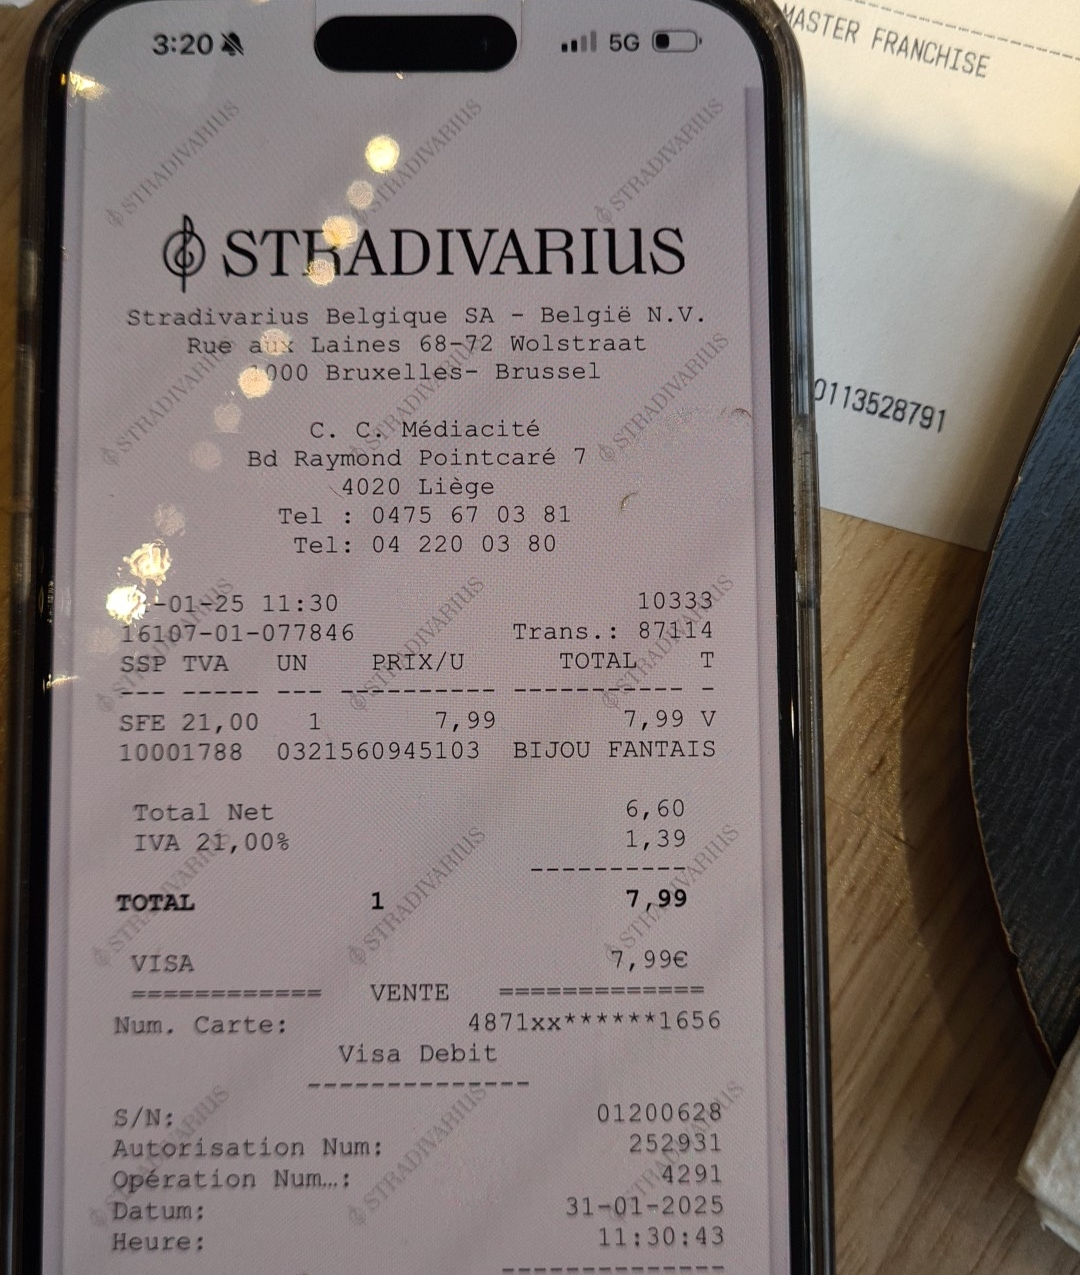 3:20 5G
MASTER FRANCHISE
STRADIVARIUS
Stradivarius Belgique SA - België N.V.
Rue aux Laines 68-72 Wolstraat
1000 Bruxelles- Brussel
0113528791
C. C. Médiacité
Bd Raymond Pointcaré 7
4020 Liège
Tel : 0475 67 03 81
Tel: 04 220 03 80
-01-25 11:30 10333
16107-01-077846 Trans.: 87114
SSP TVA UN PRIX/U TOTAL T
--- ----- --- ---------- ----------- -
SFE 21,00 1 7,99 7,99 V
10001788 0321560945103 BIJOU FANTAIS
Total Net 6,60
IVA 21,00% 1,39
----------
TOTAL 1 7,99
VISA 7,99€
============ VENTE =============
Num. Carte: 4871xx******1656
Visa Debit
--------------
S/N: 01200628
Autorisation Num: 252931
Opération Num…: 4291
Datum: 31-01-2025
Heure: 11:30:43
--------------